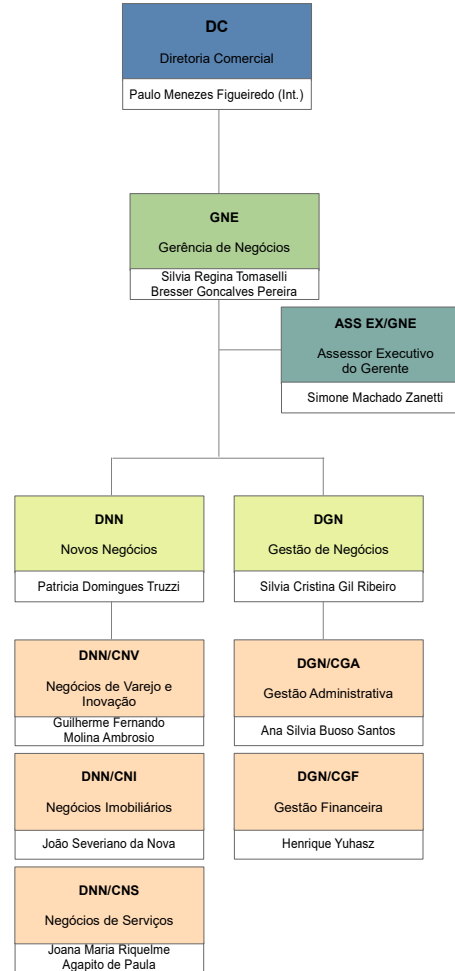 DC
Diretoria Comercial
Paulo Menezes Figueiredo (Int.)
GNE
Gerência de Negócios
Silvia Regina Tomaselli
Bresser Goncalves Pereira
ASS EX/GNE
Assessor Executivo
do Gerente
Simone Machado Zanetti
DNN
Novos Negócios
Patricia Domingues Truzzi
DGN
Gestão de Negócios
Silvia Cristina Gil Ribeiro
DNN/CNV
Negócios de Varejo e
Inovação
Guilherme Fernando
Molina Ambrosio
DGN/CGA
Gestão Administrativa
Ana Silvia Buoso Santos
DNN/CNI
Negócios Imobiliários
João Severiano da Nova
DGN/CGF
Gestão Financeira
Henrique Yuhasz
DNN/CNS
Negócios de Serviços
Joana Maria Riquelme
Agapito de Paula